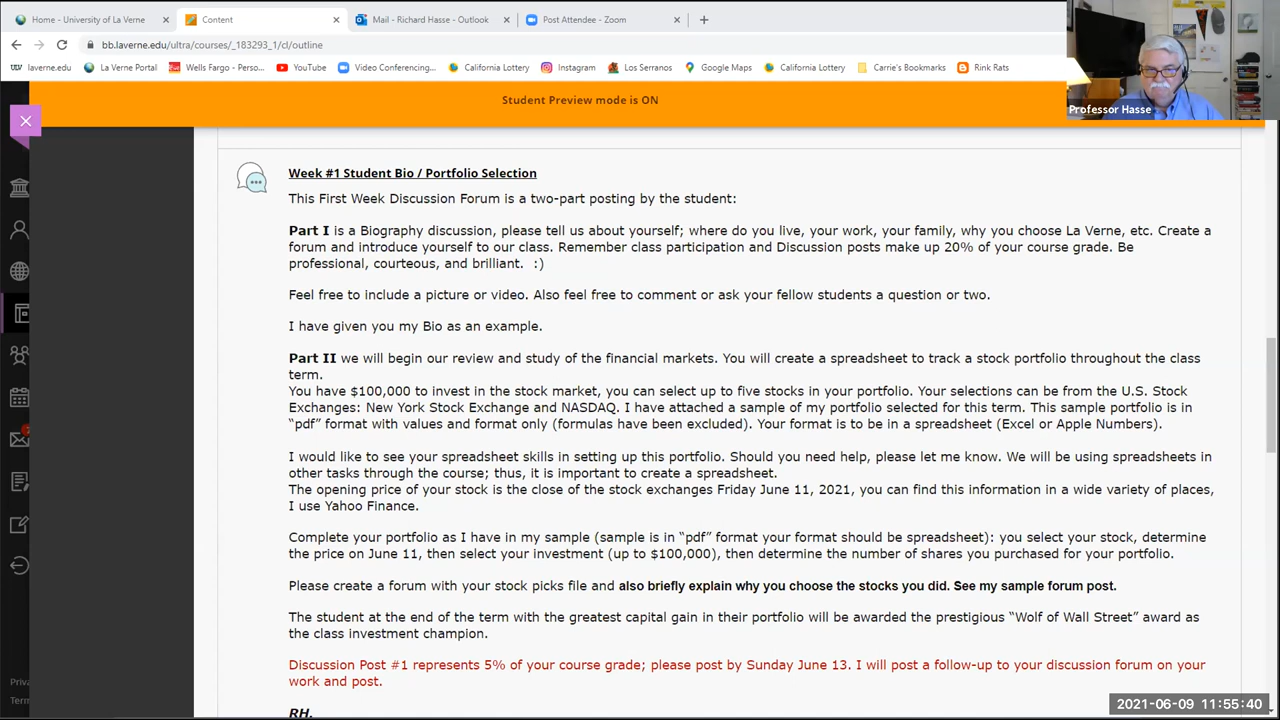 Home - University of La Verne
Content
Mail - Richard Hasse - Outlook
Post Attendee - Zoom
bb.laverne.edu/ultra/courses/_183293_1/cl/outline
laverne.edu
La Verne Portal
Wells Fargo - Perso...
YouTube
Video Conferencing...
California Lottery
Instagram
Los Serranos
Google Maps
California Lottery
Carrie's Bookmarks
Rink Rats
Student Preview mode is ON
Professor Hasse
Week #1 Student Bio / Portfolio Selection
This First Week Discussion Forum is a two-part posting by the student:
Part I is a Biography discussion, please tell us about yourself; where do you live, your work, your family, why you choose La Verne, etc. Create a
forum and introduce yourself to our class. Remember class participation and Discussion posts make up 20% of your course grade. Be
professional, courteous, and brilliant. :)
Feel free to include a picture or video. Also feel free to comment or ask your fellow students a question or two.
I have given you my Bio as an example.
Part II we will begin our review and study of the financial markets. You will create a spreadsheet to track a stock portfolio throughout the class
term.
You have $100,000 to invest in the stock market, you can select up to five stocks in your portfolio. Your selections can be from the U.S. Stock
Exchanges: New York Stock Exchange and NASDAQ. I have attached a sample of my portfolio selected for this term. This sample portfolio is in
“pdf” format with values and format only (formulas have been excluded). Your format is to be in a spreadsheet (Excel or Apple Numbers).
I would like to see your spreadsheet skills in setting up this portfolio. Should you need help, please let me know. We will be using spreadsheets in
other tasks through the course; thus, it is important to create a spreadsheet.
The opening price of your stock is the close of the stock exchanges Friday June 11, 2021, you can find this information in a wide variety of places,
I use Yahoo Finance.
Complete your portfolio as I have in my sample (sample is in “pdf” format your format should be spreadsheet): you select your stock, determine
the price on June 11, then select your investment (up to $100,000), then determine the number of shares you purchased for your portfolio.
Please create a forum with your stock picks file and also briefly explain why you choose the stocks you did. See my sample forum post.
The student at the end of the term with the greatest capital gain in their portfolio will be awarded the prestigious “Wolf of Wall Street” award as
the class investment champion.
Discussion Post #1 represents 5% of your course grade; please post by Sunday June 13. I will post a follow-up to your discussion forum on your
work and post.
RH.
Priva
Term
2021-06-09 11:55:40